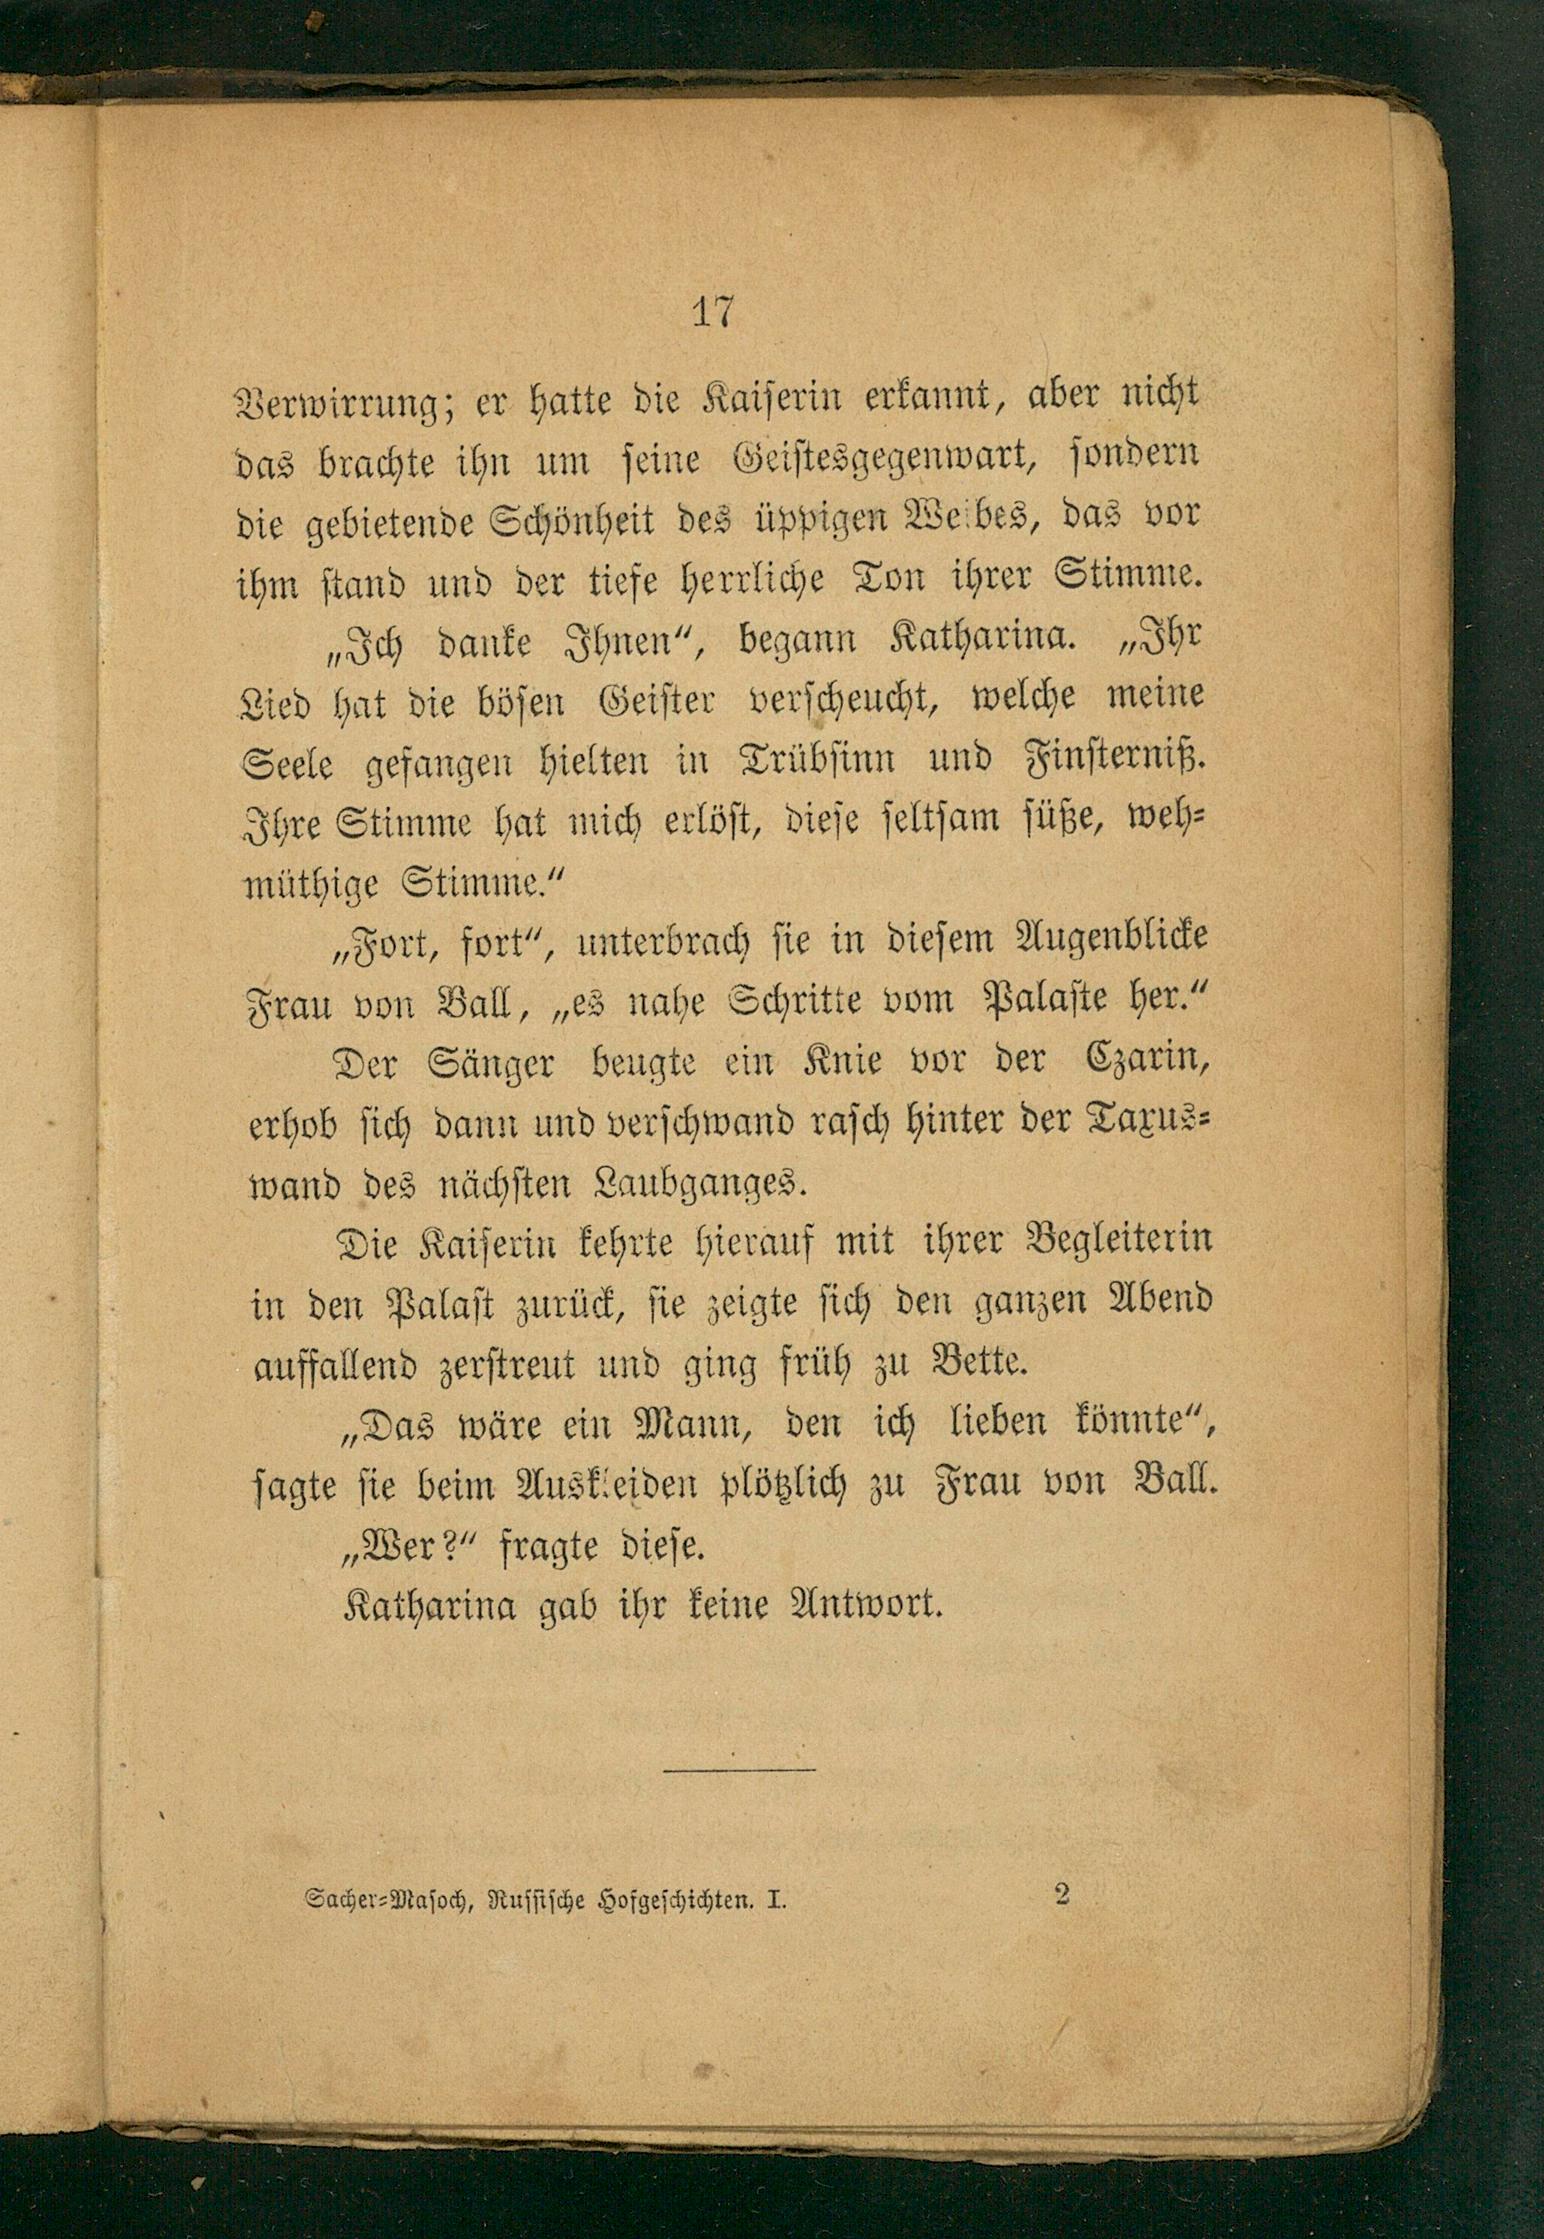 17
Verwirrung; er hatte die Kaiserin erkannt, aber nicht
das brachte ihn um seine Geistesgegenwart, sondern
die gebietende Schönheit des üppigen Weibes, das vor
ihm stand und der tiefe herrliche Ton ihrer Stimme.
„Ich danke Ihnen“, begann Katharina. „Ihr
Lied hat die bösen Geister verscheucht, welche meine
Seele gefangen hielten in Trübsinn und Finsterniß.
Ihre Stimme hat mich erlöst, diese seltsam süße, weh-
müthige Stimme.“
„Fort, fort“, unterbrach sie in diesem Augenblicke
Frau von Ball, „es nahe Schritte vom Palaste her.“
Der Sänger beugte ein Knie vor der Czarin,
erhob sich dann und verschwand rasch hinter der Taxus-
wand des nächsten Laubganges.
Die Kaiserin kehrte hierauf mit ihrer Begleiterin
in den Palast zurück, sie zeigte sich den ganzen Abend
auffallend zerstreut und ging früh zu Bette.
„Das wäre ein Mann, den ich lieben könnte“,
sagte sie beim Auskleiden plötzlich zu Frau von Ball.
„Wer?“ fragte diese.
Katharina gab ihr keine Antwort.
Sacher-Masoch, Russische Hofgeschichten. I. 2